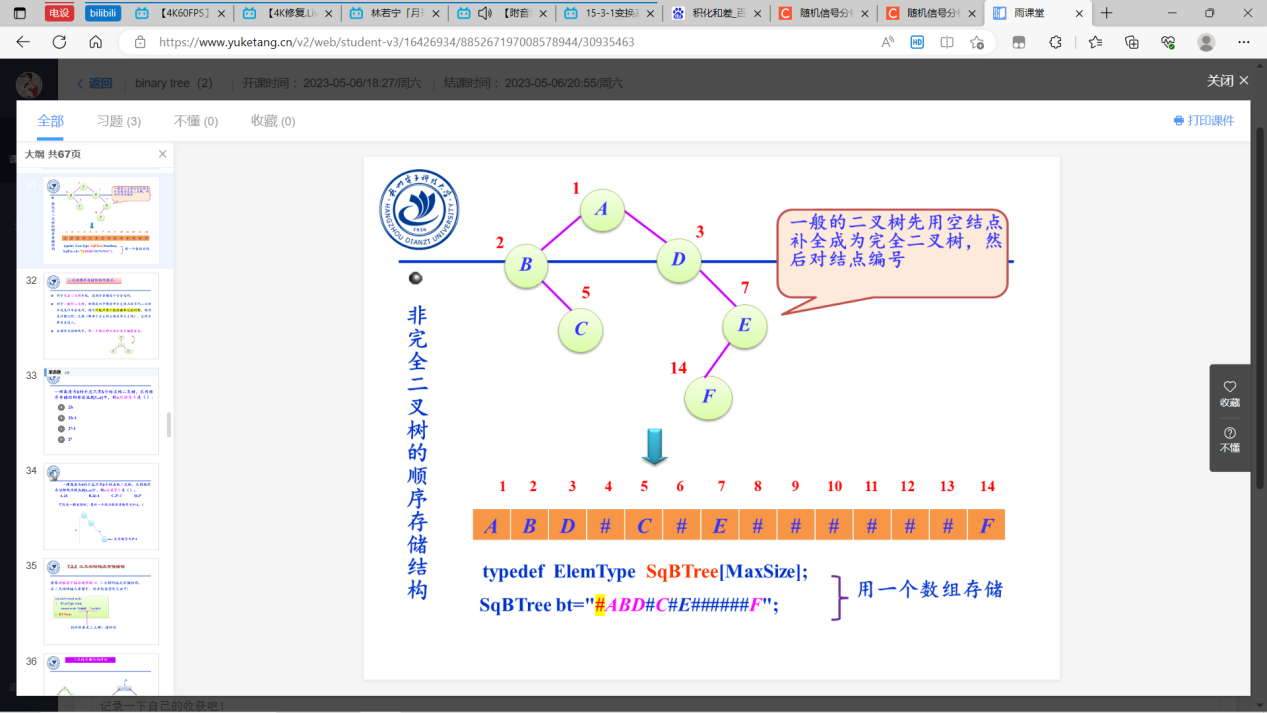 电设
bilibili
【4K60FPS】
【4K修复.Liv
林若宁「月
【附音
15-3-1变换
积化和差_百
随机信号分
随机信号分
雨课堂
https://www.yuketang.cn/v2/web/student-v3/16426934/885267197008578944/30935463
返回
binary tree（2）
开课时间： 2023-05-06/18:27/周六
结课时间： 2023-05-06/20:55/周六
关闭
全部
习题 (3)
不懂 (0)
收藏 (0)
打印课件
大纲 共67页
32
33
34
35
36
HANGZHOU DIANZI UNIVERSITY
1956
1
A
2
B
3
D
5
C
7
E
14
F
一般的二叉树先用空结点
补全成为完全二叉树，然
后对结点编号
非完全二叉树的顺序存储结构
1 2 3 4 5 6 7 8 9 10 11 12 13 14
A B D # C # E # # # # # # F
typedef ElemType SqBTree[MaxSize];
SqBTree bt="#ABD#C#E######F";
用一个数组存储
收藏
不懂
记录一下自己的收获吧！